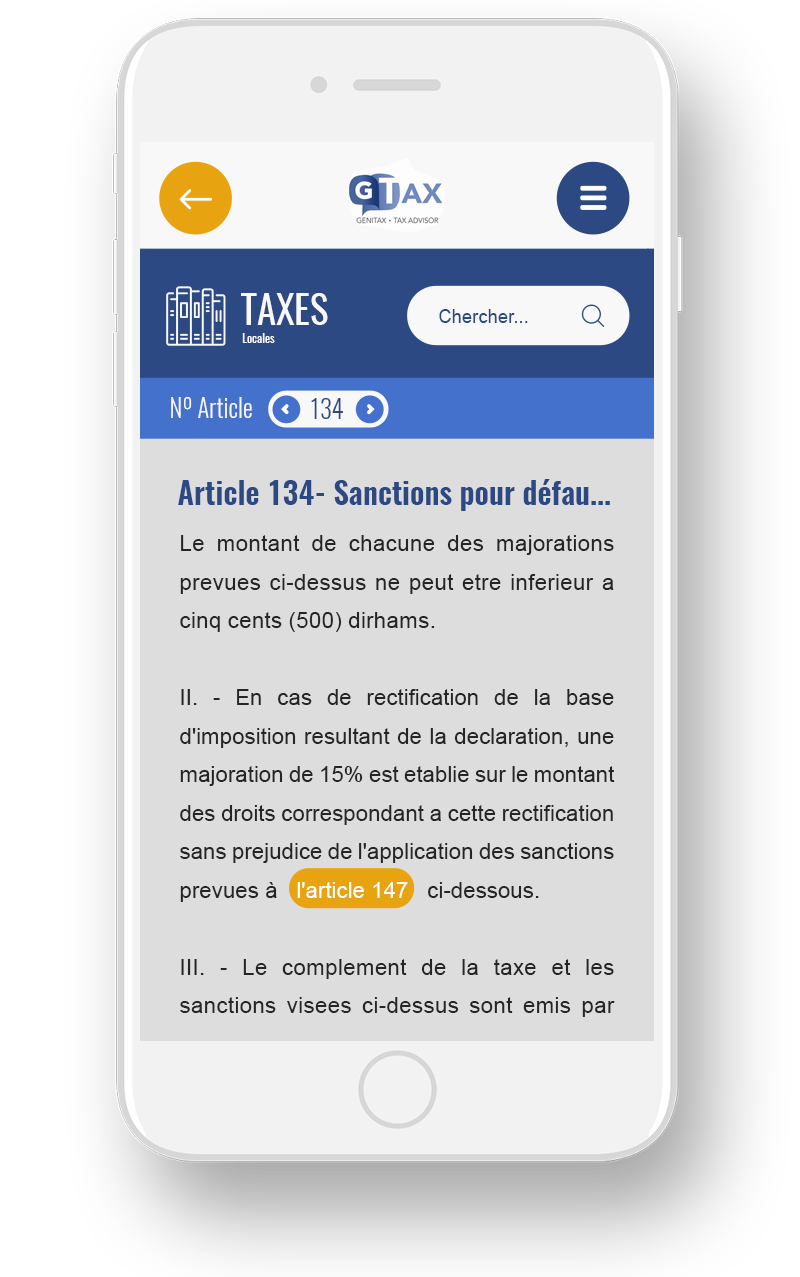 GTAX
GENITAX • TAX ADVISOR
TAXES
Locales
Chercher...
Nº Article
134
Article 134- Sanctions pour défau...
Le montant de chacune des majorations
prevues ci-dessus ne peut etre inferieur a
cinq cents (500) dirhams.
II. - En cas de rectification de la base
d'imposition resultant de la declaration, une
majoration de 15% est etablie sur le montant
des droits correspondant a cette rectification
sans prejudice de l'application des sanctions
prevues à l'article 147 ci-dessous.
III. - Le complement de la taxe et les
sanctions visees ci-dessus sont emis par